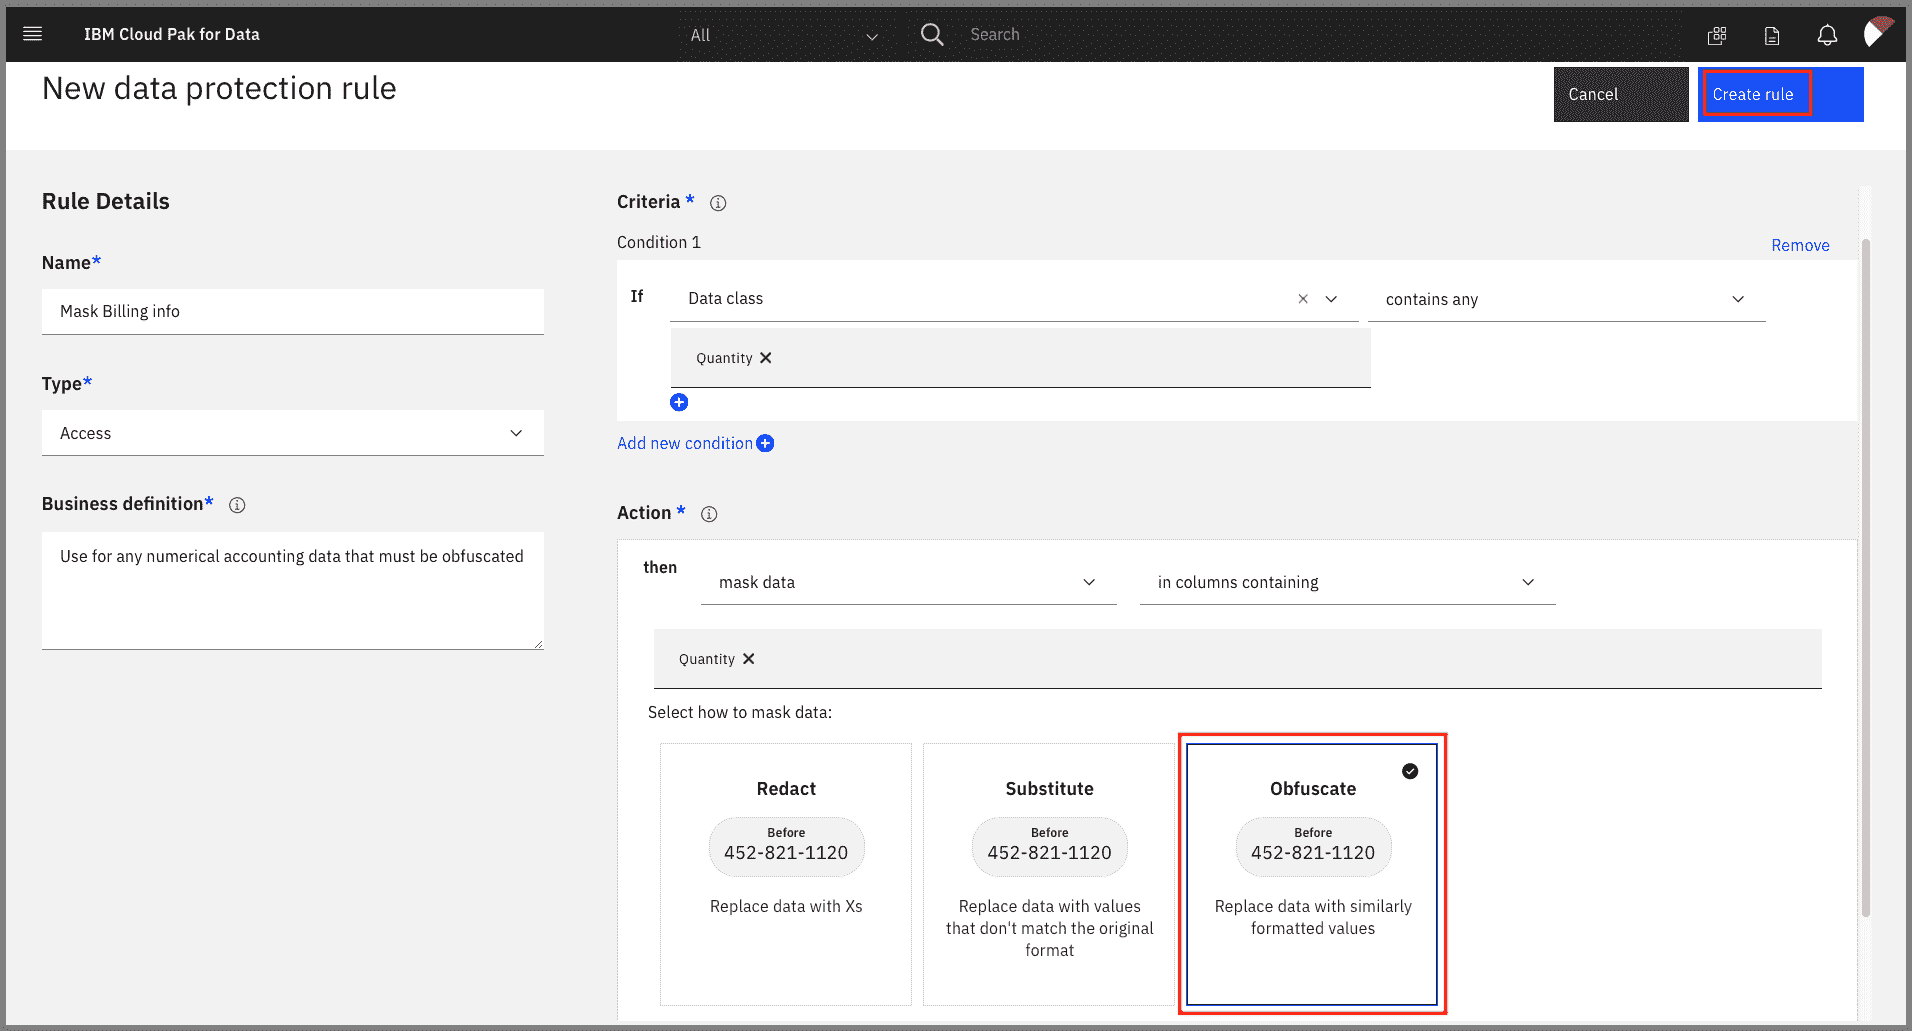 IBM Cloud Pak for Data
All
Search
New data protection rule
Cancel
Create rule
Rule Details
Name*
Mask Billing info
Type*
Access
Business definition*
Use for any numerical accounting data that must be obfuscated
Criteria *
Condition 1
Remove
If
Data class
contains any
Quantity
Add new condition
Action *
then
mask data
in columns containing
Quantity
Select how to mask data:
Redact
Before
452-821-1120
Replace data with Xs
Substitute
Before
452-821-1120
Replace data with values
that don't match the original
format
Obfuscate
Before
452-821-1120
Replace data with similarly
formatted values